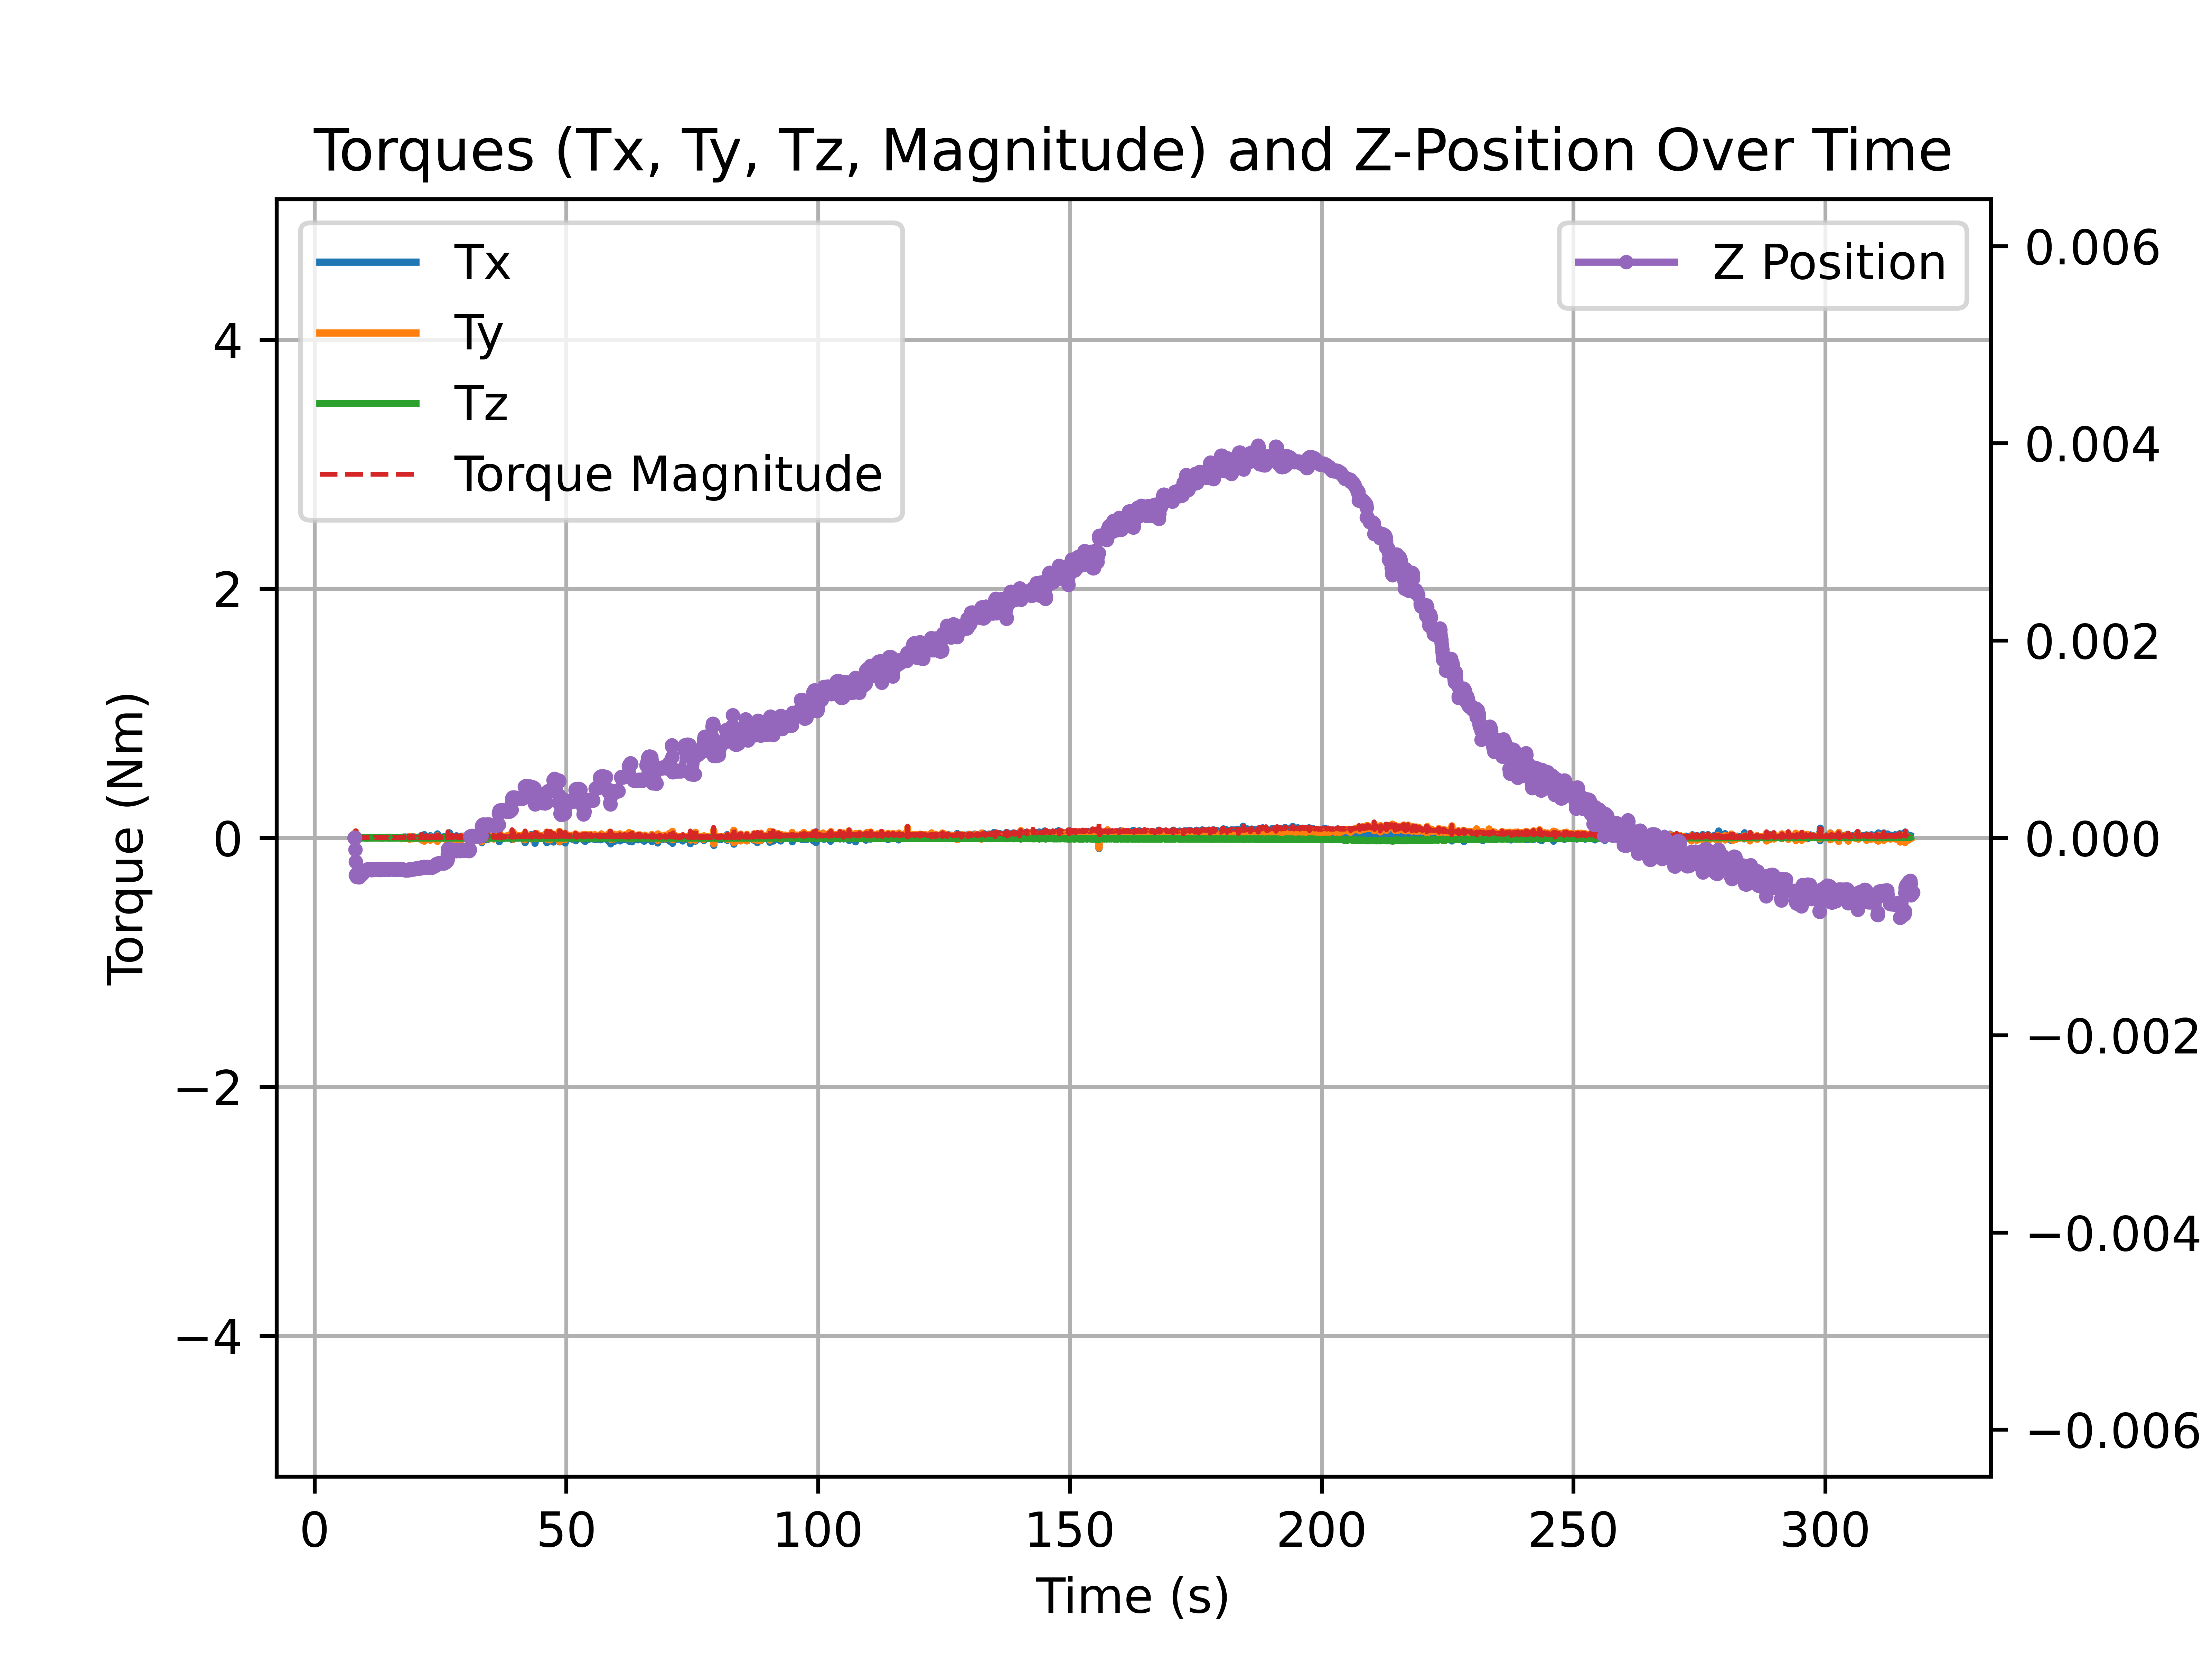 Torques (Tx, Ty, Tz, Magnitude) and Z-Position Over Time
Tx
Ty
Tz
Torque Magnitude
Z Position
Torque (Nm)
4
2
0
−2
−4
0.006
0.004
0.002
0.000
−0.002
−0.004
−0.006
0 50 100 150 200 250 300
Time (s)